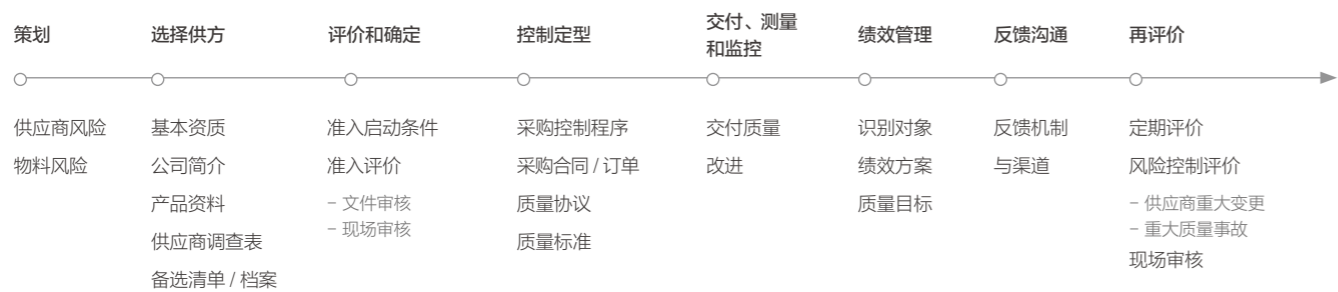 策划
选择供方
评价和确定
控制定型
交付、测量
和监控
绩效管理
反馈沟通
再评价
供应商风险
物料风险
基本资质
公司简介
产品资料
供应商调查表
备选清单 / 档案
准入启动条件
准入评价
– 文件审核
– 现场审核
采购控制程序
采购合同 / 订单
质量协议
质量标准
交付质量
改进
识别对象
绩效方案
质量目标
反馈机制
与渠道
定期评价
风险控制评价
– 供应商重大变更
– 重大质量事故
现场审核